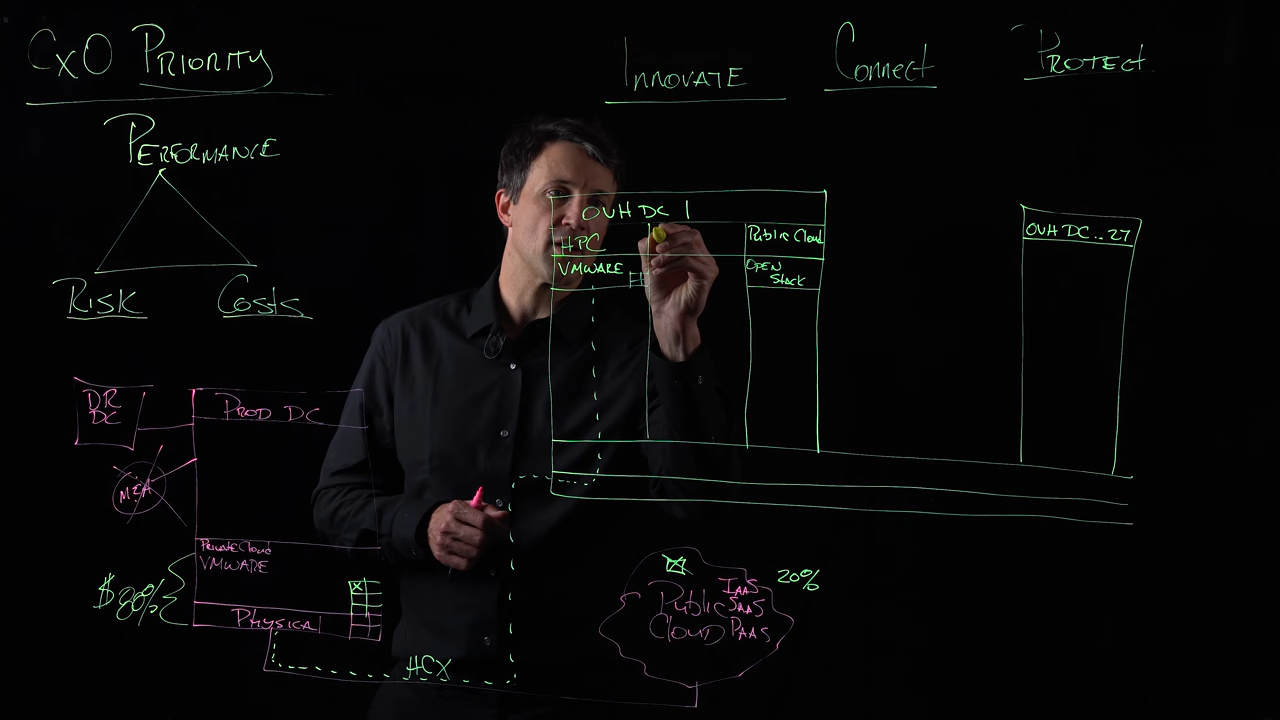 CxO PRIORITY
INNOVATE
CONNECT
PROTECT
PERFORMANCE
RISK
COSTS
OVH DC 1
HPC
PUBLIC CLOUD
VMWARE
OPEN
STACK
OVH DC .. 27
DR
DC
PROD DC
PRIVATE CLOUD
VMWARE
$ 80%
PHYSICAL
HCX
20%
PUBLIC
CLOUD
IAAS
SAAS
PAAS